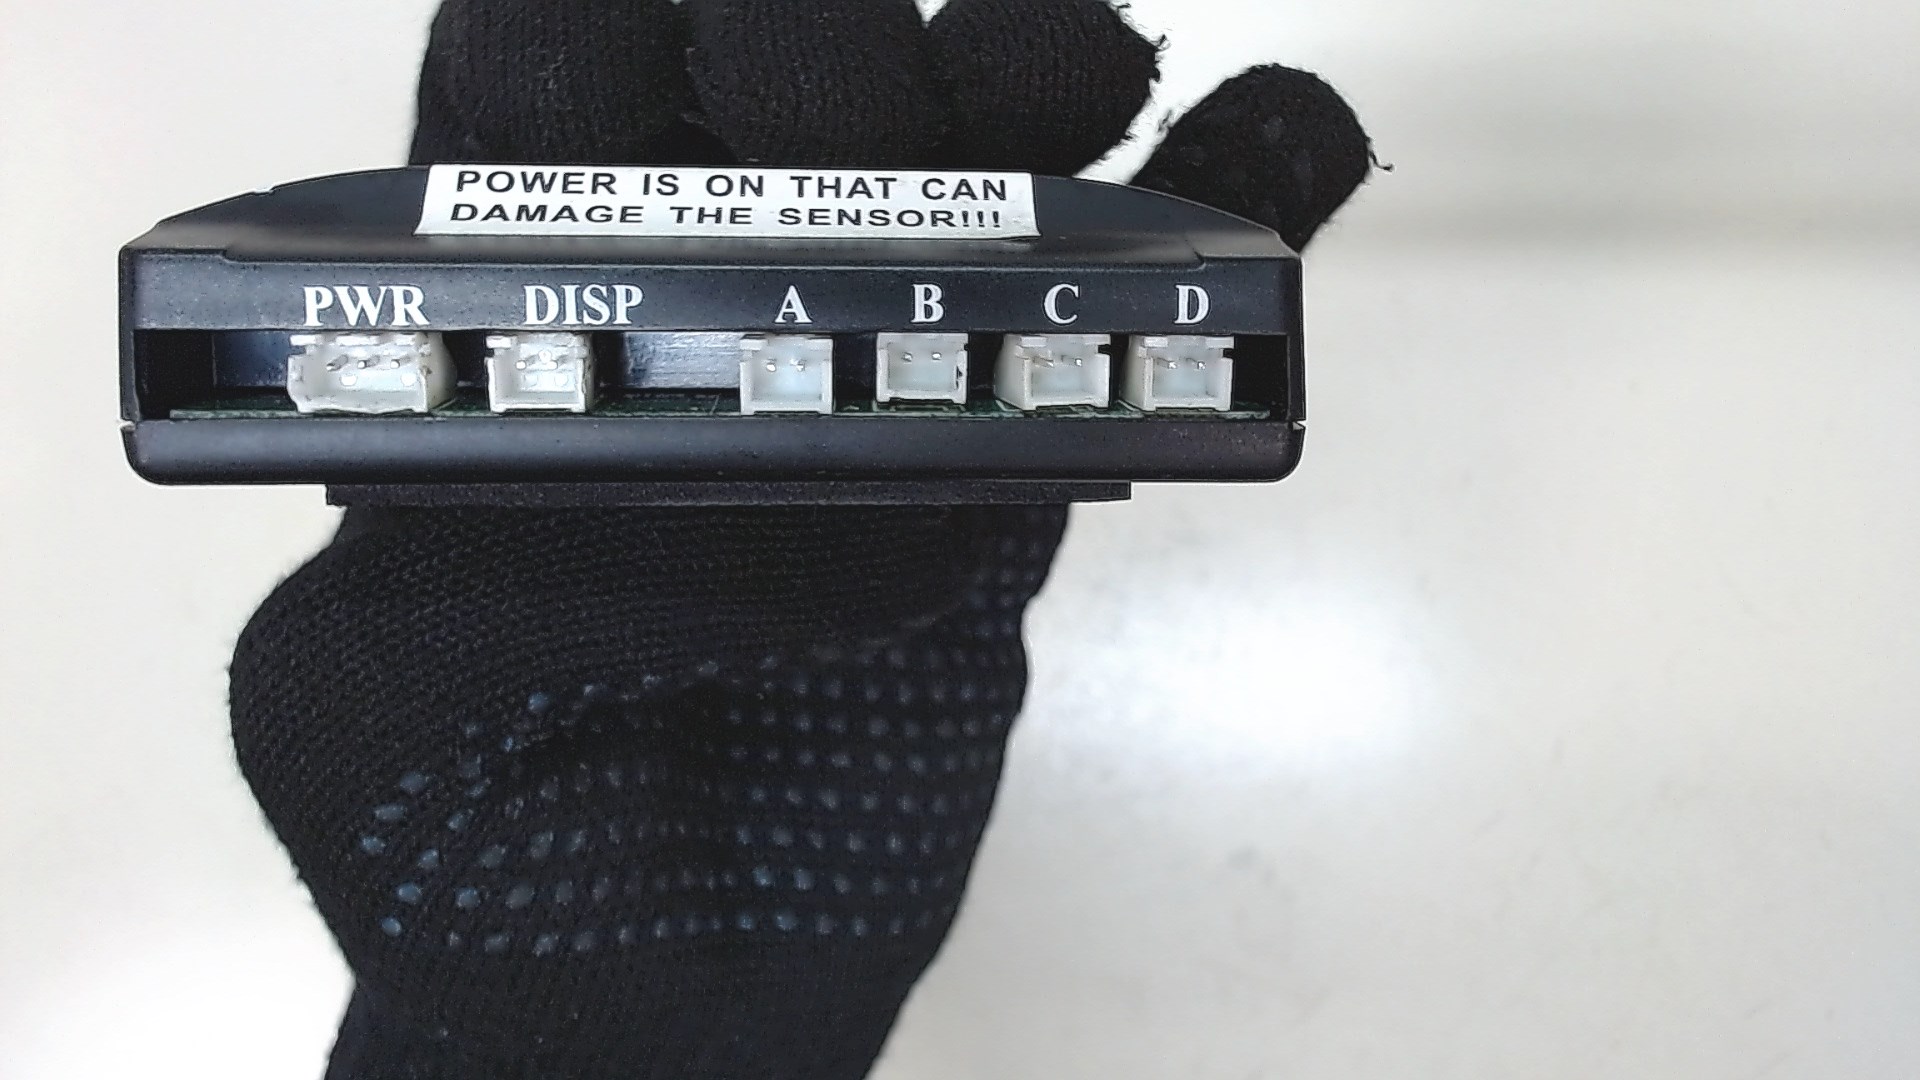 POWER IS ON THAT CAN
DAMAGE THE SENSOR!!!
PWR DISP A B C D